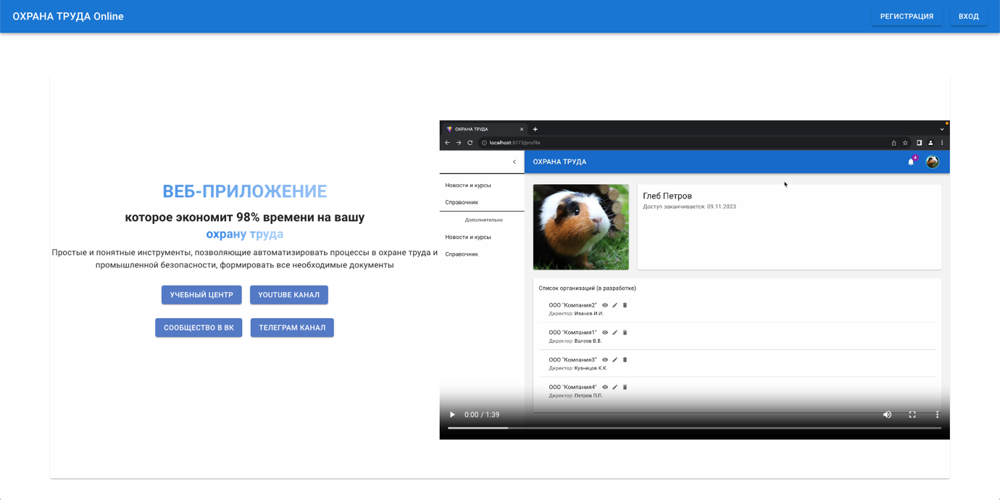 ОХРАНА ТРУДА Online
РЕГИСТРАЦИЯ
ВХОД
ВЕБ-ПРИЛОЖЕНИЕ
которое экономит 98% времени на вашу
охрану труда
Простые и понятные инструменты, позволяющие автоматизировать процессы в охране труда и
промышленной безопасности, формировать все необходимые документы
УЧЕБНЫЙ ЦЕНТР
YOUTUBE КАНАЛ
СООБЩЕСТВО В ВК
ТЕЛЕГРАМ КАНАЛ
ОХРАНА ТРУДА
localhost:5173/profile
ОХРАНА ТРУДА
4
Новости и курсы
Справочник
Дополнительно
Новости и курсы
Справочник
Глеб Петров
Доступ заканчивается: 09.11.2023
Список организаций (в разработке)
ООО "Компания2"
Директор: Иванов И.И.
ООО "Компания1"
Директор: Валеев В.В.
ООО "Компания3"
Директор: Кузнецов К.К.
ООО "Компания4"
Директор: Петров П.П.
0:00 / 1:39